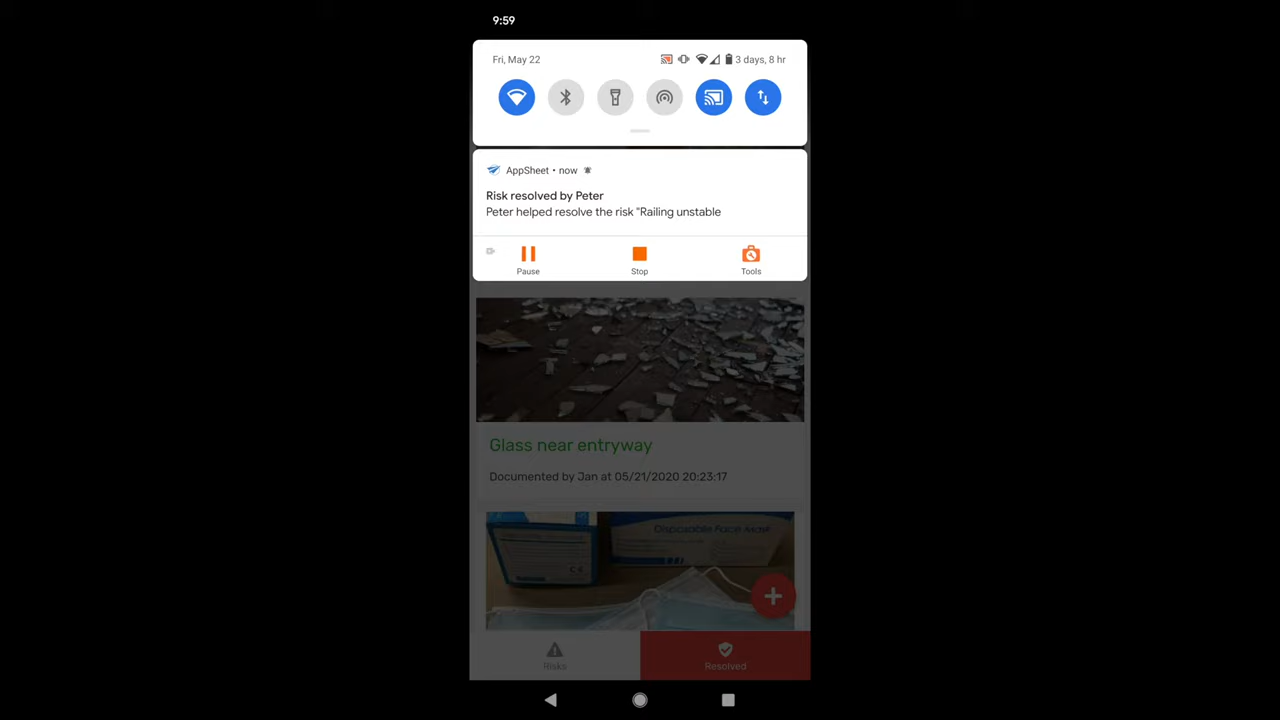 9:59
Fri, May 22
3 days, 8 hr
AppSheet • now
Risk resolved by Peter
Peter helped resolve the risk "Railing unstable
Pause
Stop
Tools
Glass near entryway
Documented by Jan at 05/21/2020 20:23:17
Disposable Face Mask
CE
Risks
Resolved